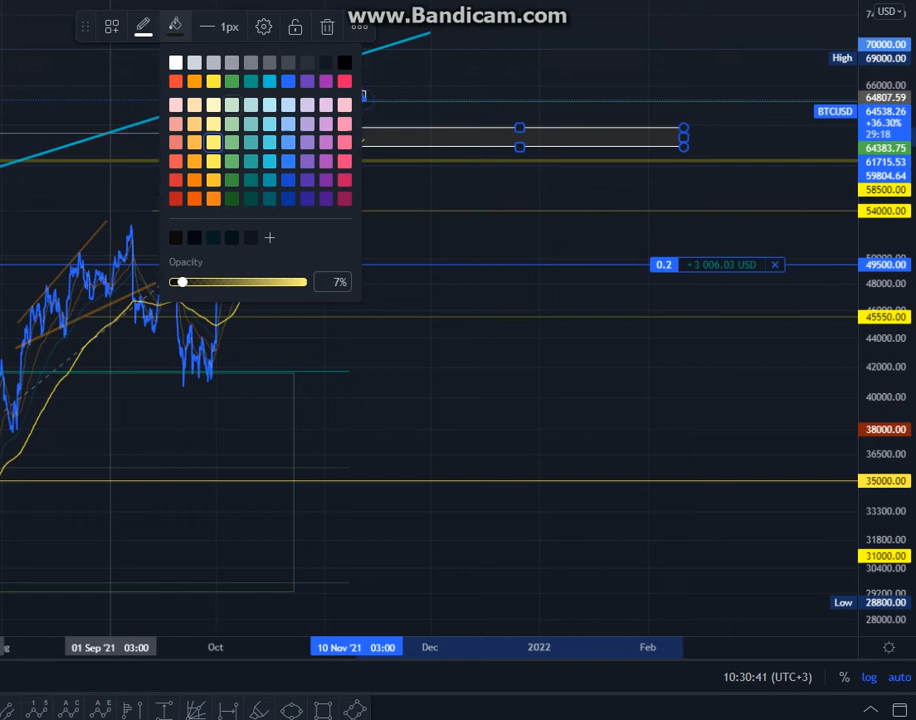 www.Bandicam.com
1px
USD
70000.00
High 69000.00
66000.00
64807.59
BTCUSD 64538.26
+36.30%
29:18
64383.75
61715.53
59804.64
58500.00
54000.00
0.2 +3 006.03 USD
49500.00
48000.00
45550.00
44000.00
42000.00
40000.00
38000.00
36500.00
35000.00
33300.00
31800.00
31000.00
30400.00
29200.00
Low 28800.00
28000.00
Opacity
7%
01 Sep '21 03:00
Oct
10 Nov '21 03:00
Dec
2022
Feb
10:30:41 (UTC+3)
%
log
auto